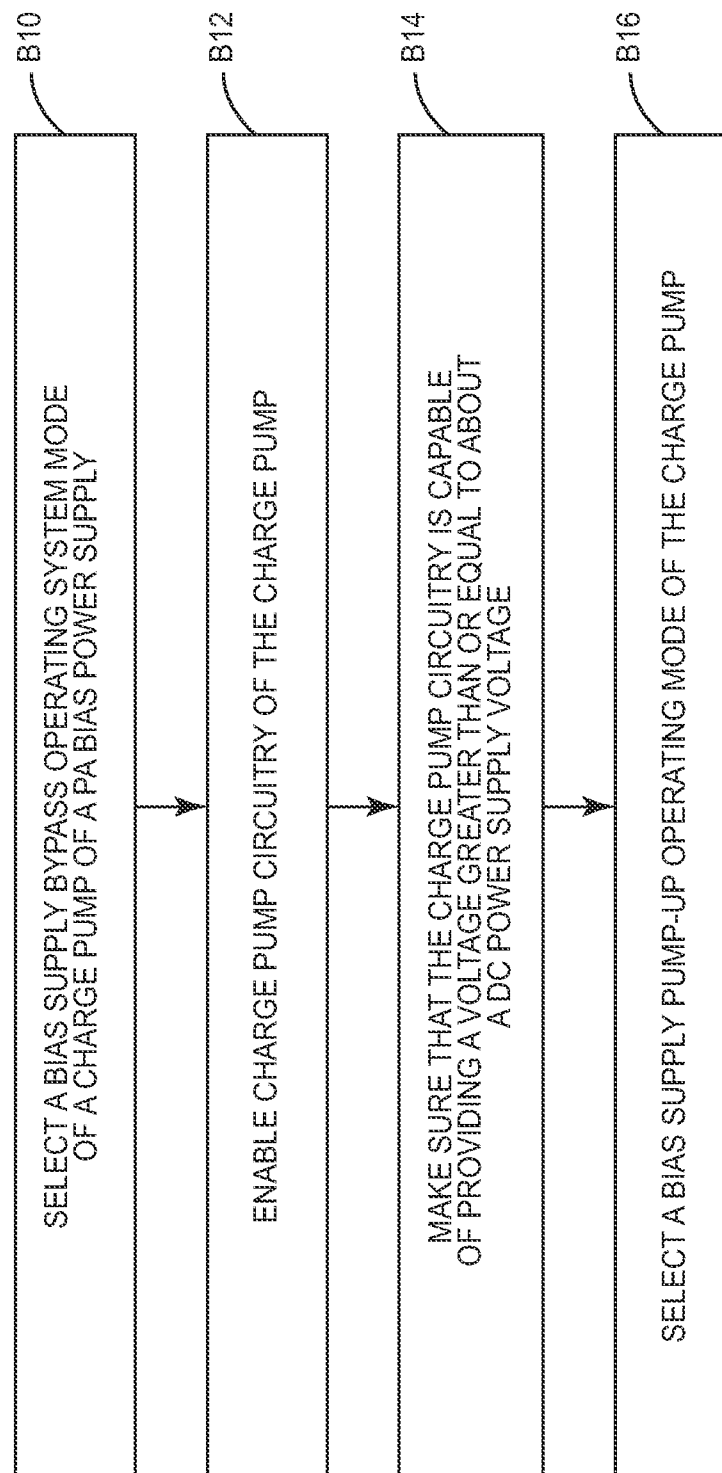 SELECT A BIAS SUPPLY BYPASS OPERATING SYSTEM MODE
OF A CHARGE PUMP OF A PA BIAS POWER SUPPLY
B10
ENABLE CHARGE PUMP CIRCUITRY OF THE CHARGE PUMP
B12
MAKE SURE THAT THE CHARGE PUMP CIRCUITRY IS CAPABLE
OF PROVIDING A VOLTAGE GREATER THAN OR EQUAL TO ABOUT
A DC POWER SUPPLY VOLTAGE
B14
SELECT A BIAS SUPPLY PUMP-UP OPERATING MODE OF THE CHARGE PUMP
B16